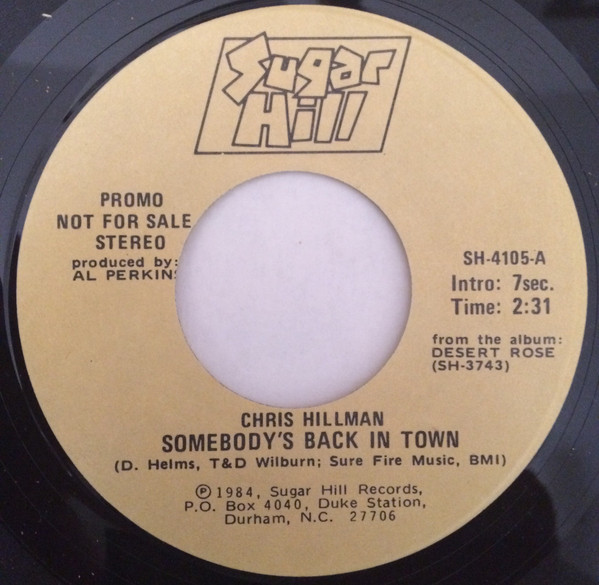 Sugar
Hill
PROMO
NOT FOR SALE
STEREO
produced by:
AL PERKINS
SH-4105-A
Intro: 7sec.
Time: 2:31
from the album:
DESERT ROSE
(SH-3743)
CHRIS HILLMAN
SOMEBODY'S BACK IN TOWN
(D. Helms, T&D Wilburn; Sure Fire Music, BMI)
℗ 1984, Sugar Hill Records,
P.O. Box 4040, Duke Station,
Durham, N.C. 27706